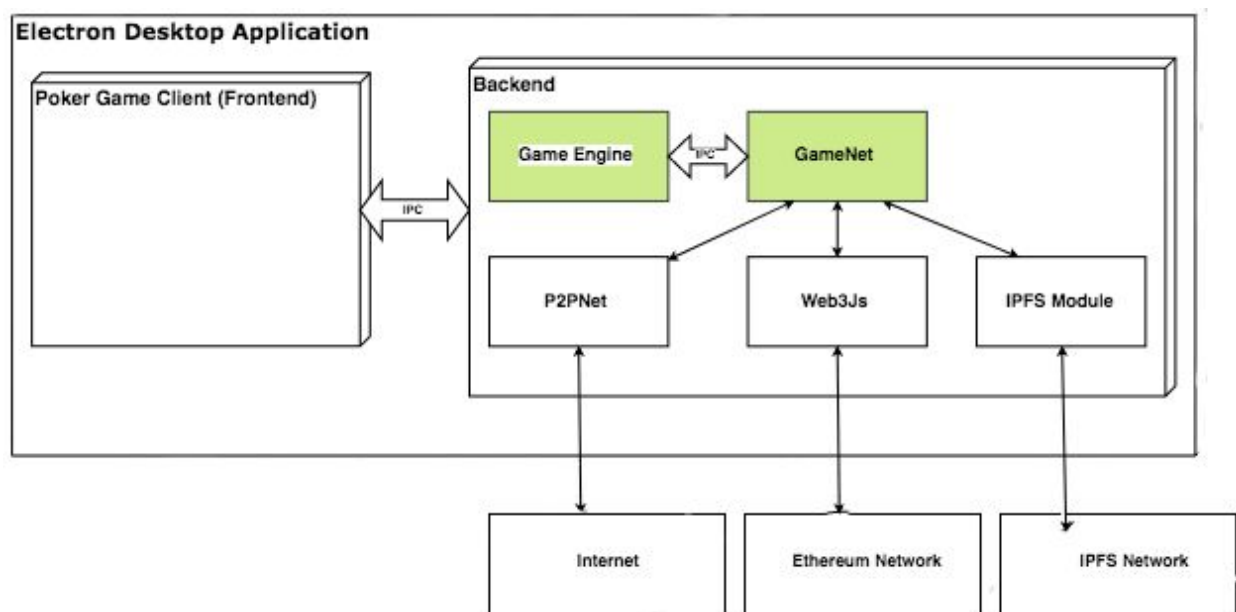 Electron Desktop Application
Poker Game Client (Frontend)
Backend
Game Engine
IPC
GameNet
IPC
P2PNet
Web3Js
IPFS Module
Internet
Ethereum Network
IPFS Network